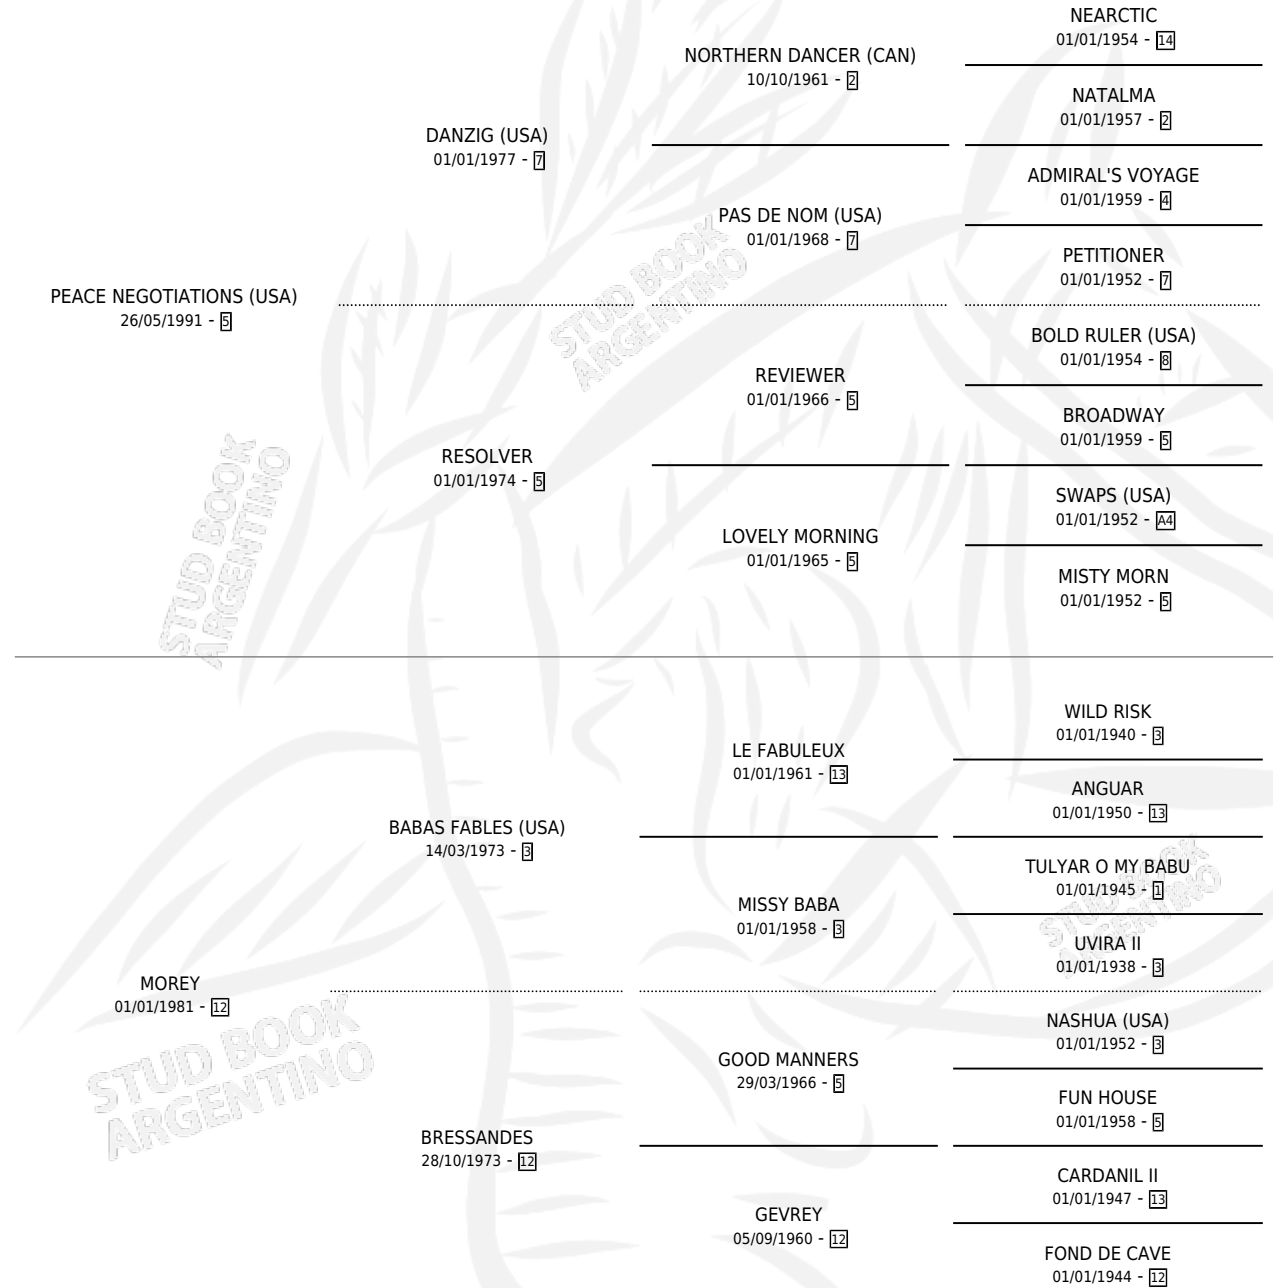 NEARCTIC
01/01/1954 - 14
NORTHERN DANCER (CAN)
10/10/1961 - 2
NATALMA
01/01/1957 - 2
DANZIG (USA)
01/01/1977 - 7
ADMIRAL'S VOYAGE
01/01/1959 - 4
PAS DE NOM (USA)
01/01/1968 - 7
PETITIONER
01/01/1952 - 7
PEACE NEGOTIATIONS (USA)
26/05/1991 - 5
BOLD RULER (USA)
01/01/1954 - 8
REVIEWER
01/01/1966 - 5
BROADWAY
01/01/1959 - 5
RESOLVER
01/01/1974 - 5
SWAPS (USA)
01/01/1952 - A4
LOVELY MORNING
01/01/1965 - 5
MISTY MORN
01/01/1952 - 5
STUD BOOK
ARGENTINO
STUD BOOK
ARGENTINO
WILD RISK
01/01/1940 - 3
LE FABULEUX
01/01/1961 - 13
ANGUAR
01/01/1950 - 13
BABAS FABLES (USA)
14/03/1973 - 3
TULYAR O MY BABU
01/01/1945 - 1
MISSY BABA
01/01/1958 - 3
UVIRA II
01/01/1938 - 3
STUD BOOK
ARGENTINO
MOREY
01/01/1981 - 12
NASHUA (USA)
01/01/1952 - 3
GOOD MANNERS
29/03/1966 - 5
FUN HOUSE
01/01/1958 - 5
BRESSANDES
28/10/1973 - 12
CARDANIL II
01/01/1947 - 13
GEVREY
05/09/1960 - 12
FOND DE CAVE
01/01/1944 - 12
STUD BOOK
ARGENTINO